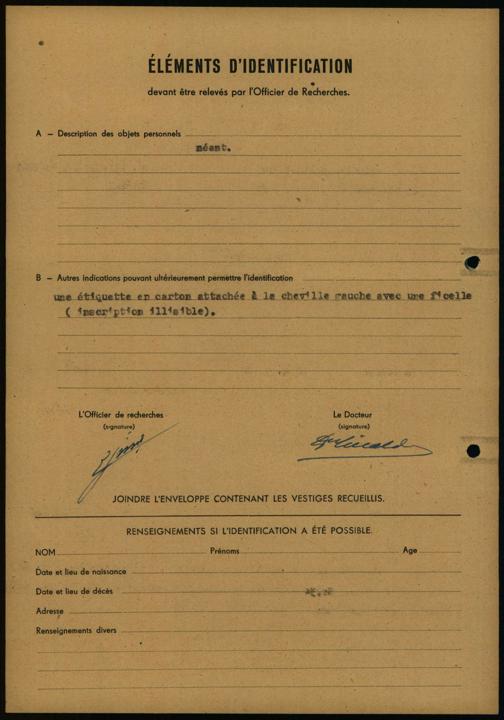 ÉLÉMENTS D'IDENTIFICATION
devant être relevés par l'Officier de Recherches.
A – Description des objets personnels
néant.
B – Autres indications pouvant ultérieurement permettre l'identification
une étiquette en carton attachée à la cheville gauche avec une ficelle
( inscription illisible).
L'Officier de recherches Le Docteur
(signature) (signature)
JOINDRE L'ENVELOPPE CONTENANT LES VESTIGES RECUEILLIS.
RENSEIGNEMENTS SI L'IDENTIFICATION A ÉTÉ POSSIBLE.
NOM Prénoms Age
Date et lieu de naissance
Date et lieu de décès
Adresse
Renseignements divers